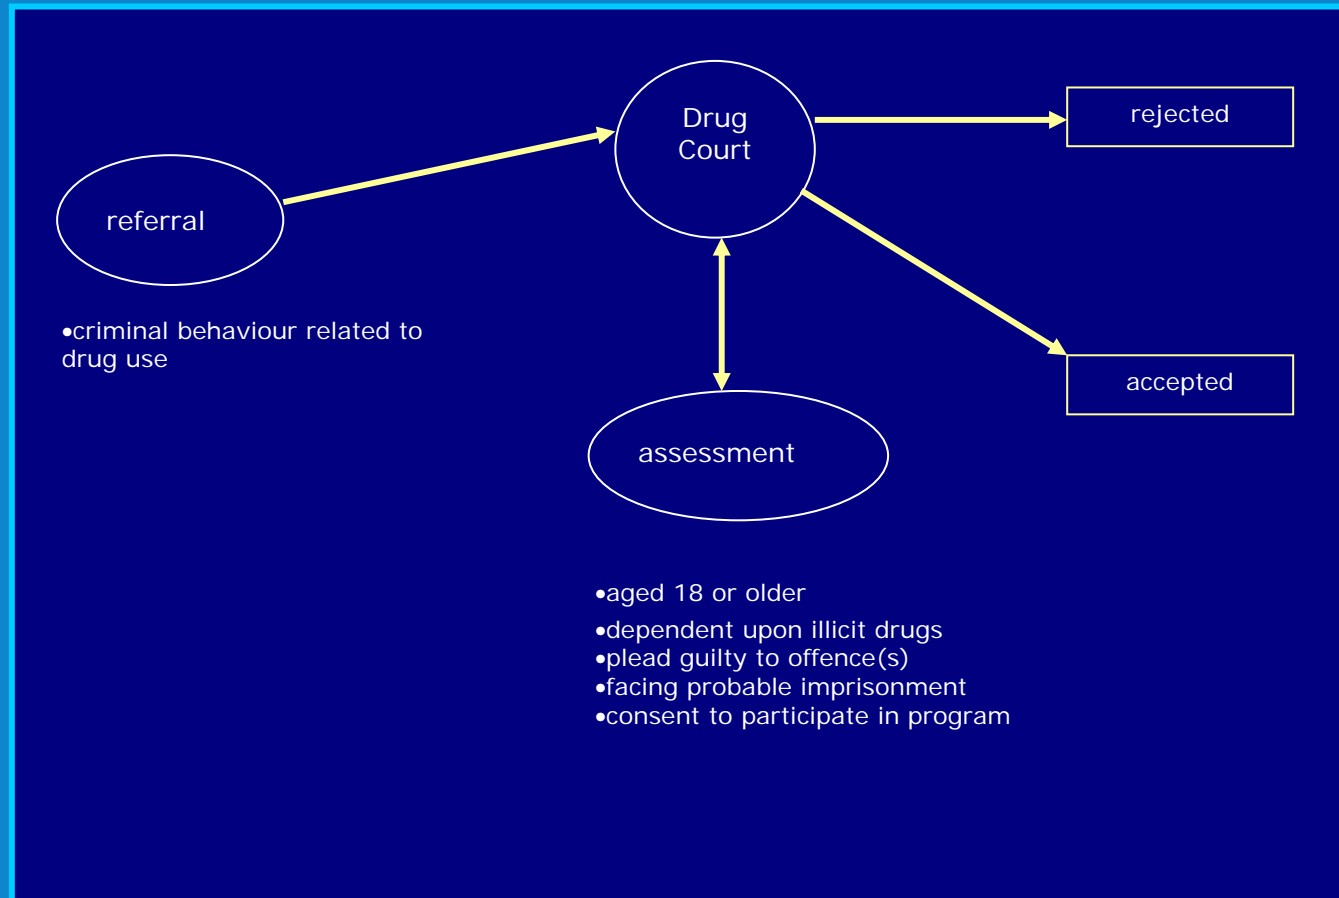 Drug
Court
rejected
referral
•criminal behaviour related to
drug use
accepted
assessment
•aged 18 or older
•dependent upon illicit drugs
•plead guilty to offence(s)
•facing probable imprisonment
•consent to participate in program